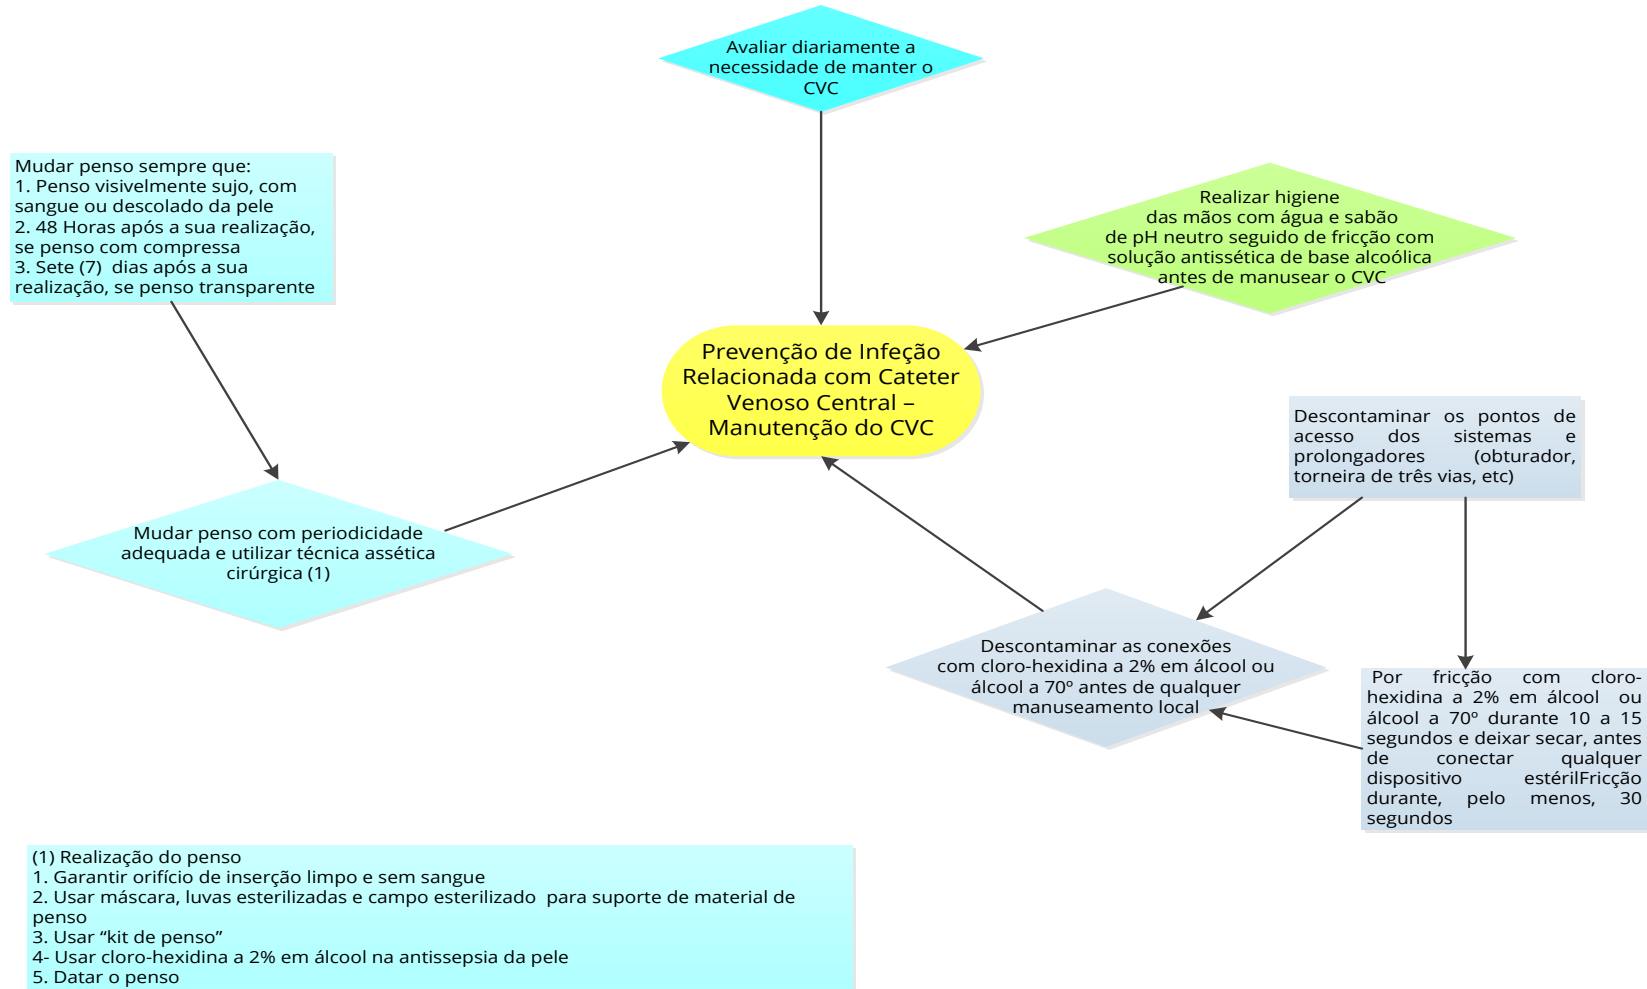 Avaliar diariamente a
necessidade de manter o
CVC
Mudar penso sempre que:
1. Penso visivelmente sujo, com
sangue ou descolado da pele
2. 48 Horas após a sua realização,
se penso com compressa
3. Sete (7)  dias após a sua
realização, se penso transparente
Realizar higiene
das mãos com água e sabão
de pH neutro seguido de fricção com
solução antissética de base alcoólica
antes de manusear o CVC
Prevenção de Infeção
Relacionada com Cateter
Venoso Central –
Manutenção do CVC
Descontaminar os pontos de
acesso dos sistemas e
prolongadores (obturador,
torneira de três vias, etc)
Mudar penso com periodicidade
adequada e utilizar técnica assética
cirúrgica (1)
Descontaminar as conexões
com cloro-hexidina a 2% em álcool ou
álcool a 70º antes de qualquer
manuseamento local
Por fricção com cloro-
hexidina a 2% em álcool  ou
álcool a 70º durante 10 a 15
segundos e deixar secar, antes
de conectar qualquer
dispositivo estérilFricção
durante, pelo menos, 30
segundos
(1) Realização do penso
1. Garantir orifício de inserção limpo e sem sangue
2. Usar máscara, luvas esterilizadas e campo esterilizado  para suporte de material de
penso
3. Usar “kit de penso”
4- Usar cloro-hexidina a 2% em álcool na antissepsia da pele
5. Datar o penso